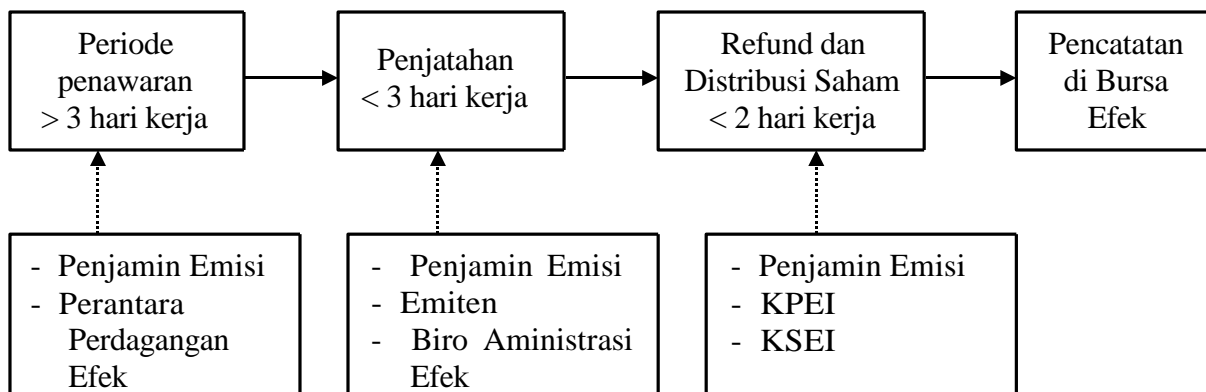 Periode
penawaran
> 3 hari kerja
Penjatahan
< 3 hari kerja
Refund dan
Distribusi Saham
< 2 hari kerja
Pencatatan
di Bursa
Efek
- Penjamin Emisi
- Perantara
Perdagangan
Efek
- Penjamin Emisi
- Emiten
- Biro Aministrasi
Efek
- Penjamin Emisi
- KPEI
- KSEI